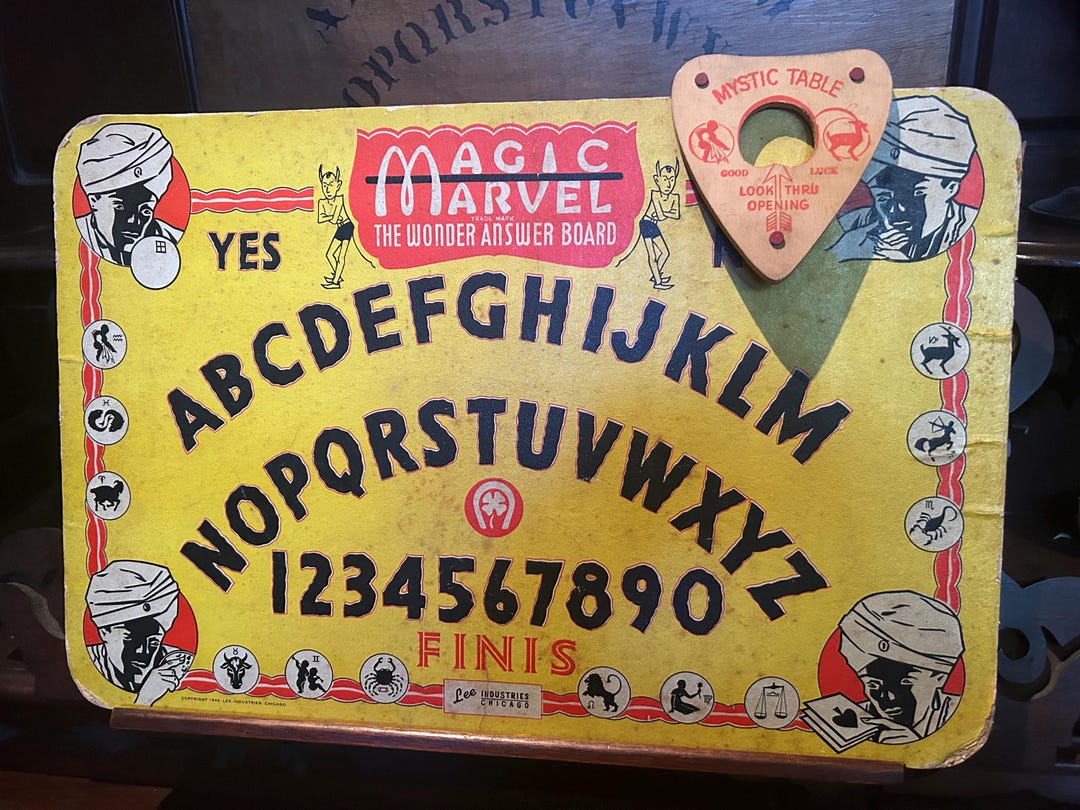 MYSTIC TABLE
GOOD LUCK
LOOK THRU
OPENING
MAGIC
MARVEL
TRADE MARK
THE WONDER ANSWER BOARD
YES
ABCDEFGHIJKLM
NOPQRSTUVWXYZ
1234567890
FINIS
Lee INDUSTRIES
CHICAGO